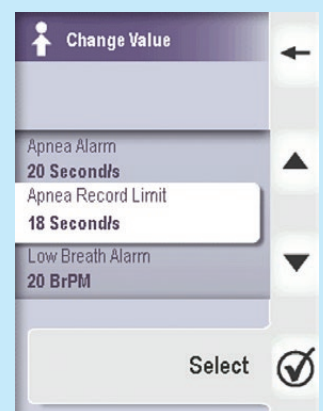 Change Value
Apnea Alarm
20 Second/s
Apnea Record Limit
18 Second/s
Low Breath Alarm
20 BrPM
Select